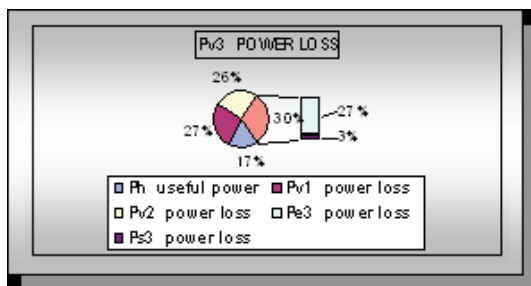 Pv3 POWER LOSS
26%
27%
30%
27%
3%
17%
Ph useful power Pv1 power loss
Pv2 power loss Pe3 power loss
Ps3 power loss